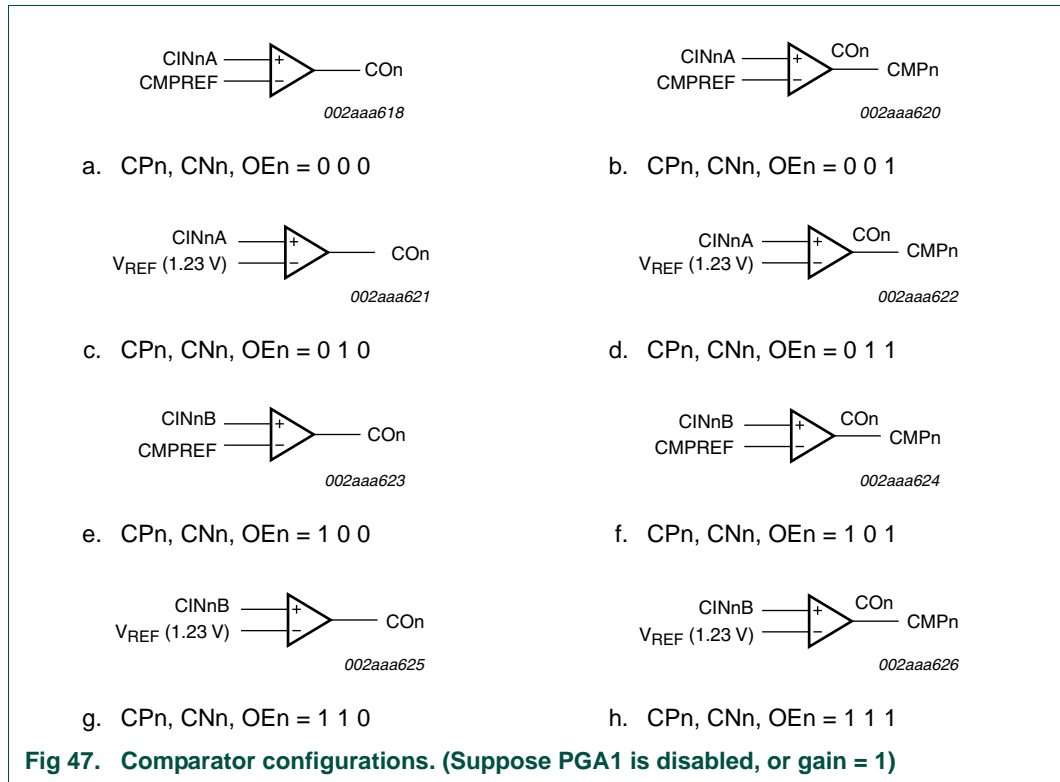 CINnA
CMPREF
+
−
COn
002aaa618
a. CPn, CNn, OEn = 0 0 0
CINnA
CMPREF
+
−
COn
CMPn
002aaa620
b. CPn, CNn, OEn = 0 0 1
CINnA
VREF (1.23 V)
+
−
COn
002aaa621
c. CPn, CNn, OEn = 0 1 0
CINnA
VREF (1.23 V)
+
−
COn
CMPn
002aaa622
d. CPn, CNn, OEn = 0 1 1
CINnB
CMPREF
+
−
COn
002aaa623
e. CPn, CNn, OEn = 1 0 0
CINnB
CMPREF
+
−
COn
CMPn
002aaa624
f. CPn, CNn, OEn = 1 0 1
CINnB
VREF (1.23 V)
+
−
COn
002aaa625
g. CPn, CNn, OEn = 1 1 0
CINnB
VREF (1.23 V)
+
−
COn
CMPn
002aaa626
h. CPn, CNn, OEn = 1 1 1
Fig 47. Comparator configurations. (Suppose PGA1 is disabled, or gain = 1)